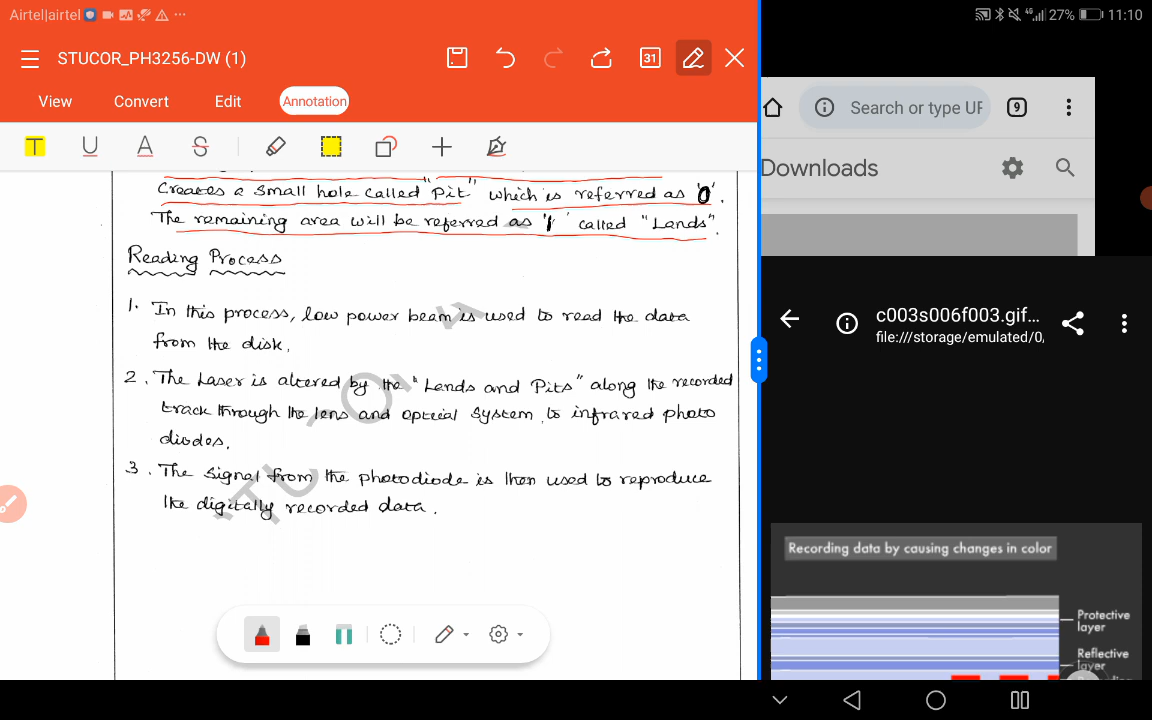 Airtel|airtel ...
4G 27% 11:10
STUCOR_PH3256-DW (1)
31
View Convert Edit Annotation
T U A S
Creates a small hole called "Pit" which is referred as '0'.
The remaining area will be referred as '1' called "Lands".
Reading Process
1. In this process, low power beam is used to read the data
from the disk.
2. The Laser is altered by the "Lands and Pits" along the recorded
track through the lens and optical system to infrared photo
diodes.
3. The signal from the photodiode is then used to reproduce
the digitally recorded data.
Search or type UR
9
Downloads
c003s006f003.gif...
file:///storage/emulated/0/
Recording data by causing changes in color
Protective
layer
Reflective
layer